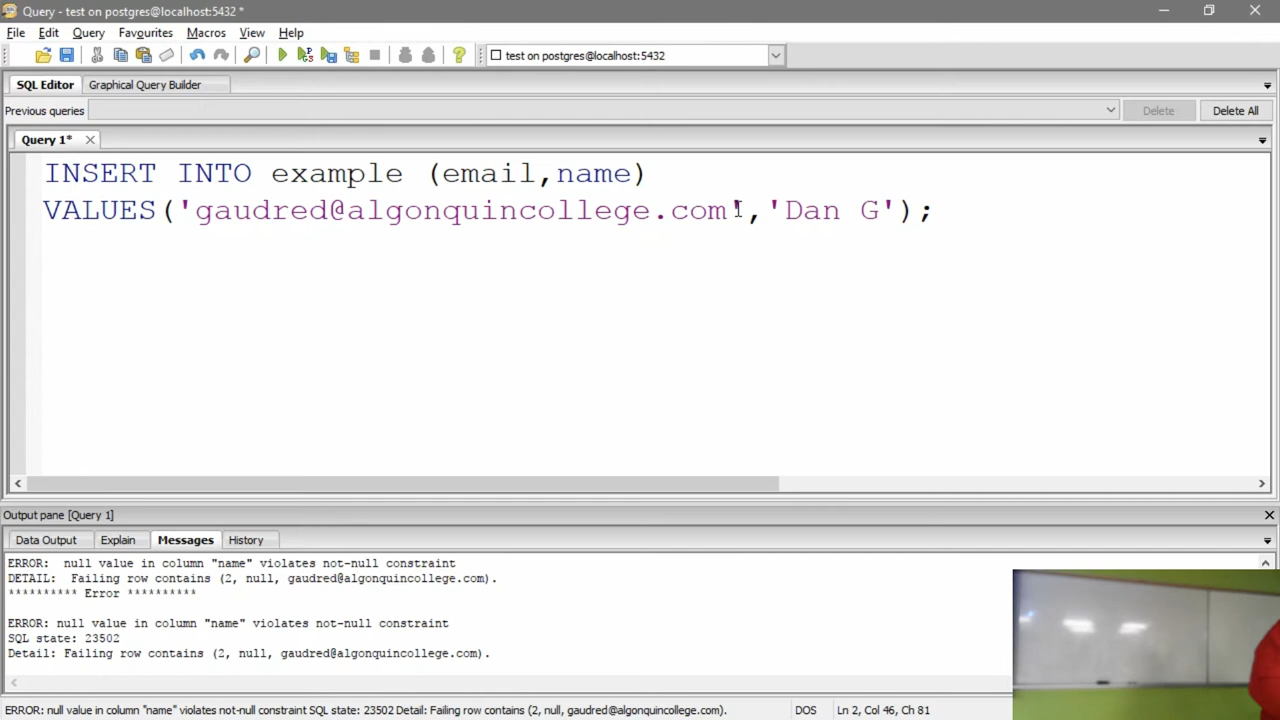 Query - test on postgres@localhost:5432 *
File Edit Query Favourites Macros View Help
test on postgres@localhost:5432
SQL Editor Graphical Query Builder
Previous queries Delete Delete All
Query 1*
INSERT INTO example (email,name)
VALUES('gaudred@algonquincollege.com','Dan G');
Output pane [Query 1]
Data Output Explain Messages History
ERROR:  null value in column "name" violates not-null constraint
DETAIL:  Failing row contains (2, null, gaudred@algonquincollege.com).
********** Error **********
ERROR: null value in column "name" violates not-null constraint
SQL state: 23502
Detail: Failing row contains (2, null, gaudred@algonquincollege.com).
ERROR: null value in column "name" violates not-null constraint SQL state: 23502 Detail: Failing row contains (2, null, gaudred@algonquincollege.com). DOS Ln 2, Col 46, Ch 81